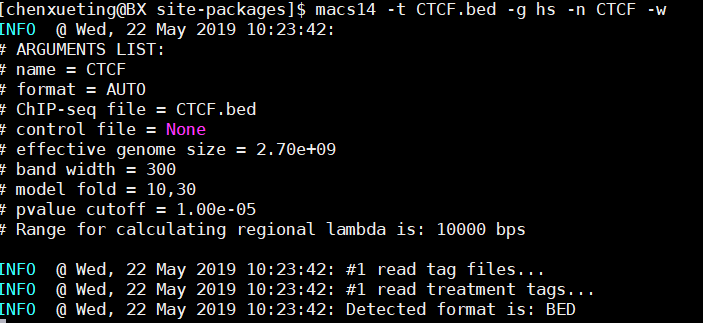 [chenxueting@BX site-packages]$ macs14 -t CTCF.bed -g hs -n CTCF -w
INFO  @ Wed, 22 May 2019 10:23:42:
# ARGUMENTS LIST:
# name = CTCF
# format = AUTO
# ChIP-seq file = CTCF.bed
# control file = None
# effective genome size = 2.70e+09
# band width = 300
# model fold = 10,30
# pvalue cutoff = 1.00e-05
# Range for calculating regional lambda is: 10000 bps

INFO  @ Wed, 22 May 2019 10:23:42: #1 read tag files...
INFO  @ Wed, 22 May 2019 10:23:42: #1 read treatment tags...
INFO  @ Wed, 22 May 2019 10:23:42: Detected format is: BED